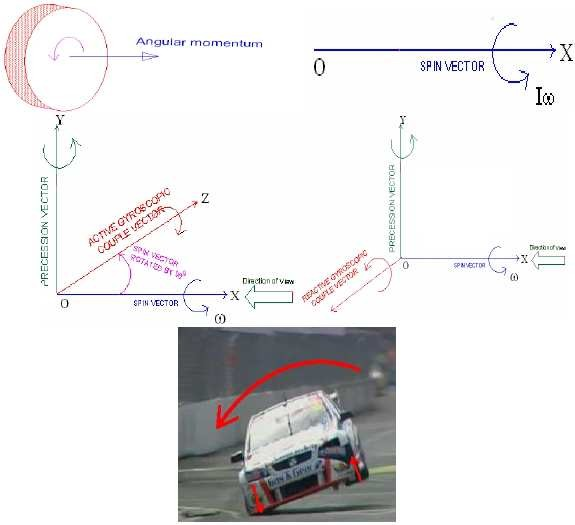 Angular momentum
X
O
SPIN VECTOR
Iω
Y
PRECESSION VECTOR
ACTIVE GYROSCOPIC
COUPLE VECTOR
Z
SPIN VECTOR
ROTATED BY 90°
O
SPIN VECTOR
X
ω
Direction of View
Y
PRECESSION VECTOR
REACTIVE GYROSCOPIC
COUPLE VECTOR
O
SPIN VECTOR
X
ω
Direction of View